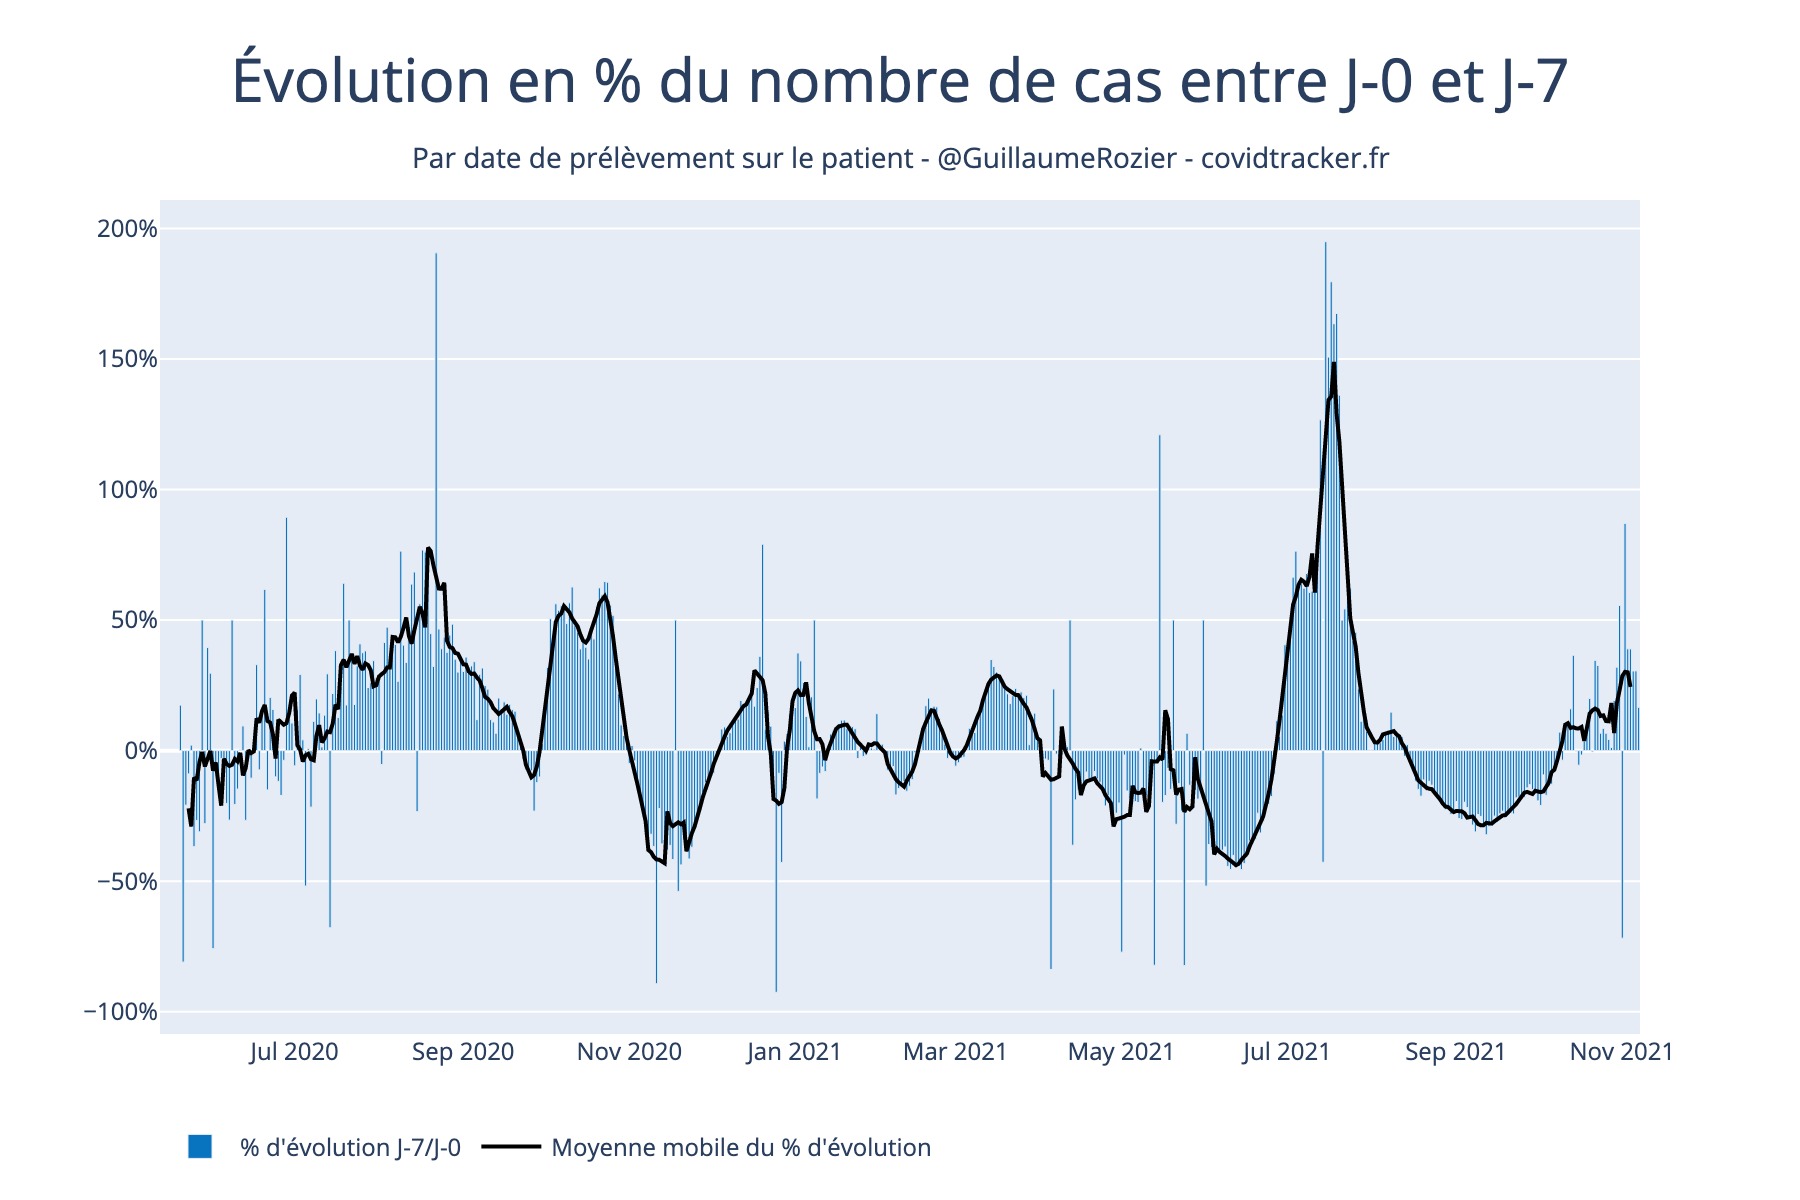 Évolution en % du nombre de cas entre J-0 et J-7
Par date de prélèvement sur le patient - @GuillaumeRozier - covidtracker.fr
200%
150%
100%
50%
0%
−50%
−100%
Jul 2020 Sep 2020 Nov 2020 Jan 2021 Mar 2021 May 2021 Jul 2021 Sep 2021 Nov 2021
% d'évolution J-7/J-0 Moyenne mobile du % d'évolution